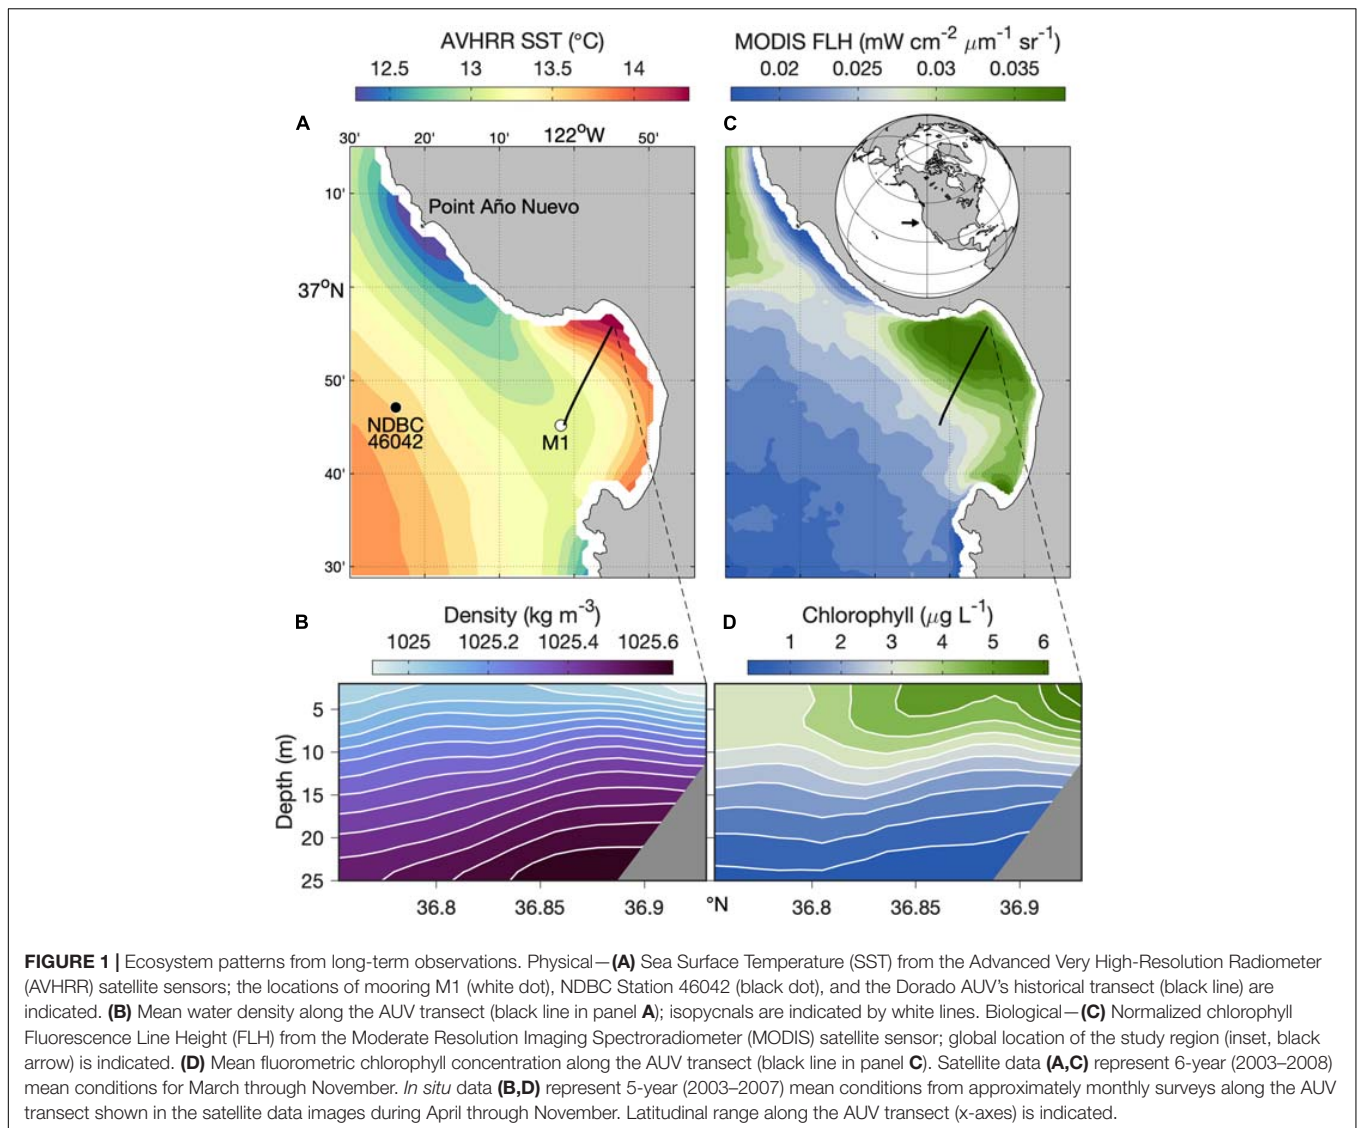 AVHRR SST (°C)
12.5 13 13.5 14
MODIS FLH (mW cm⁻² μm⁻¹ sr⁻¹)
0.02 0.025 0.03 0.035
A
30' 20' 10' 122°W 50'
10'
37°N
50'
40'
30'
Point Año Nuevo
NDBC
46042
M1
C
B
Density (kg m⁻³)
1025 1025.2 1025.4 1025.6
D
Chlorophyll (μg L⁻¹)
1 2 3 4 5 6
Depth (m)
5
10
15
20
25
36.8 36.85 36.9 °N 36.8 36.85 36.9
FIGURE 1 | Ecosystem patterns from long-term observations. Physical—(A) Sea Surface Temperature (SST) from the Advanced Very High-Resolution Radiometer
(AVHRR) satellite sensors; the locations of mooring M1 (white dot), NDBC Station 46042 (black dot), and the Dorado AUV's historical transect (black line) are
indicated. (B) Mean water density along the AUV transect (black line in panel A); isopycnals are indicated by white lines. Biological—(C) Normalized chlorophyll
Fluorescence Line Height (FLH) from the Moderate Resolution Imaging Spectroradiometer (MODIS) satellite sensor; global location of the study region (inset, black
arrow) is indicated. (D) Mean fluorometric chlorophyll concentration along the AUV transect (black line in panel C). Satellite data (A,C) represent 6-year (2003–2008)
mean conditions for March through November. In situ data (B,D) represent 5-year (2003–2007) mean conditions from approximately monthly surveys along the AUV
transect shown in the satellite data images during April through November. Latitudinal range along the AUV transect (x-axes) is indicated.